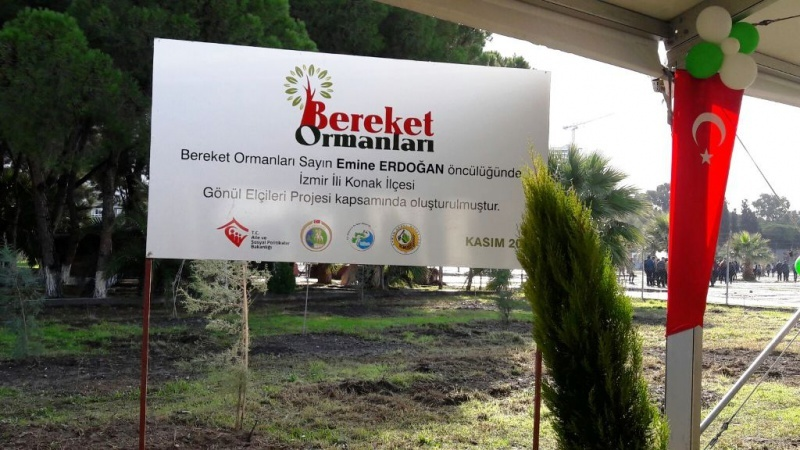 Bereket
Ormanları
Bereket Ormanları Sayın Emine ERDOĞAN öncülüğünde
İzmir İli Konak İlçesi
Gönül Elçileri Projesi kapsamında oluşturulmuştur.
T.C.
Aile ve
Sosyal Politikalar
Bakanlığı
KASIM 20